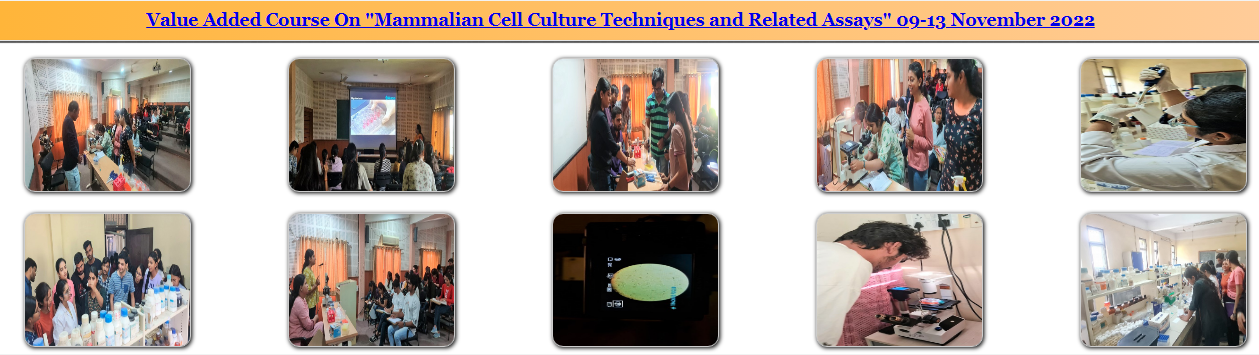 Value Added Course On "Mammalian Cell Culture Techniques and Related Assays" 09-13 November 2022